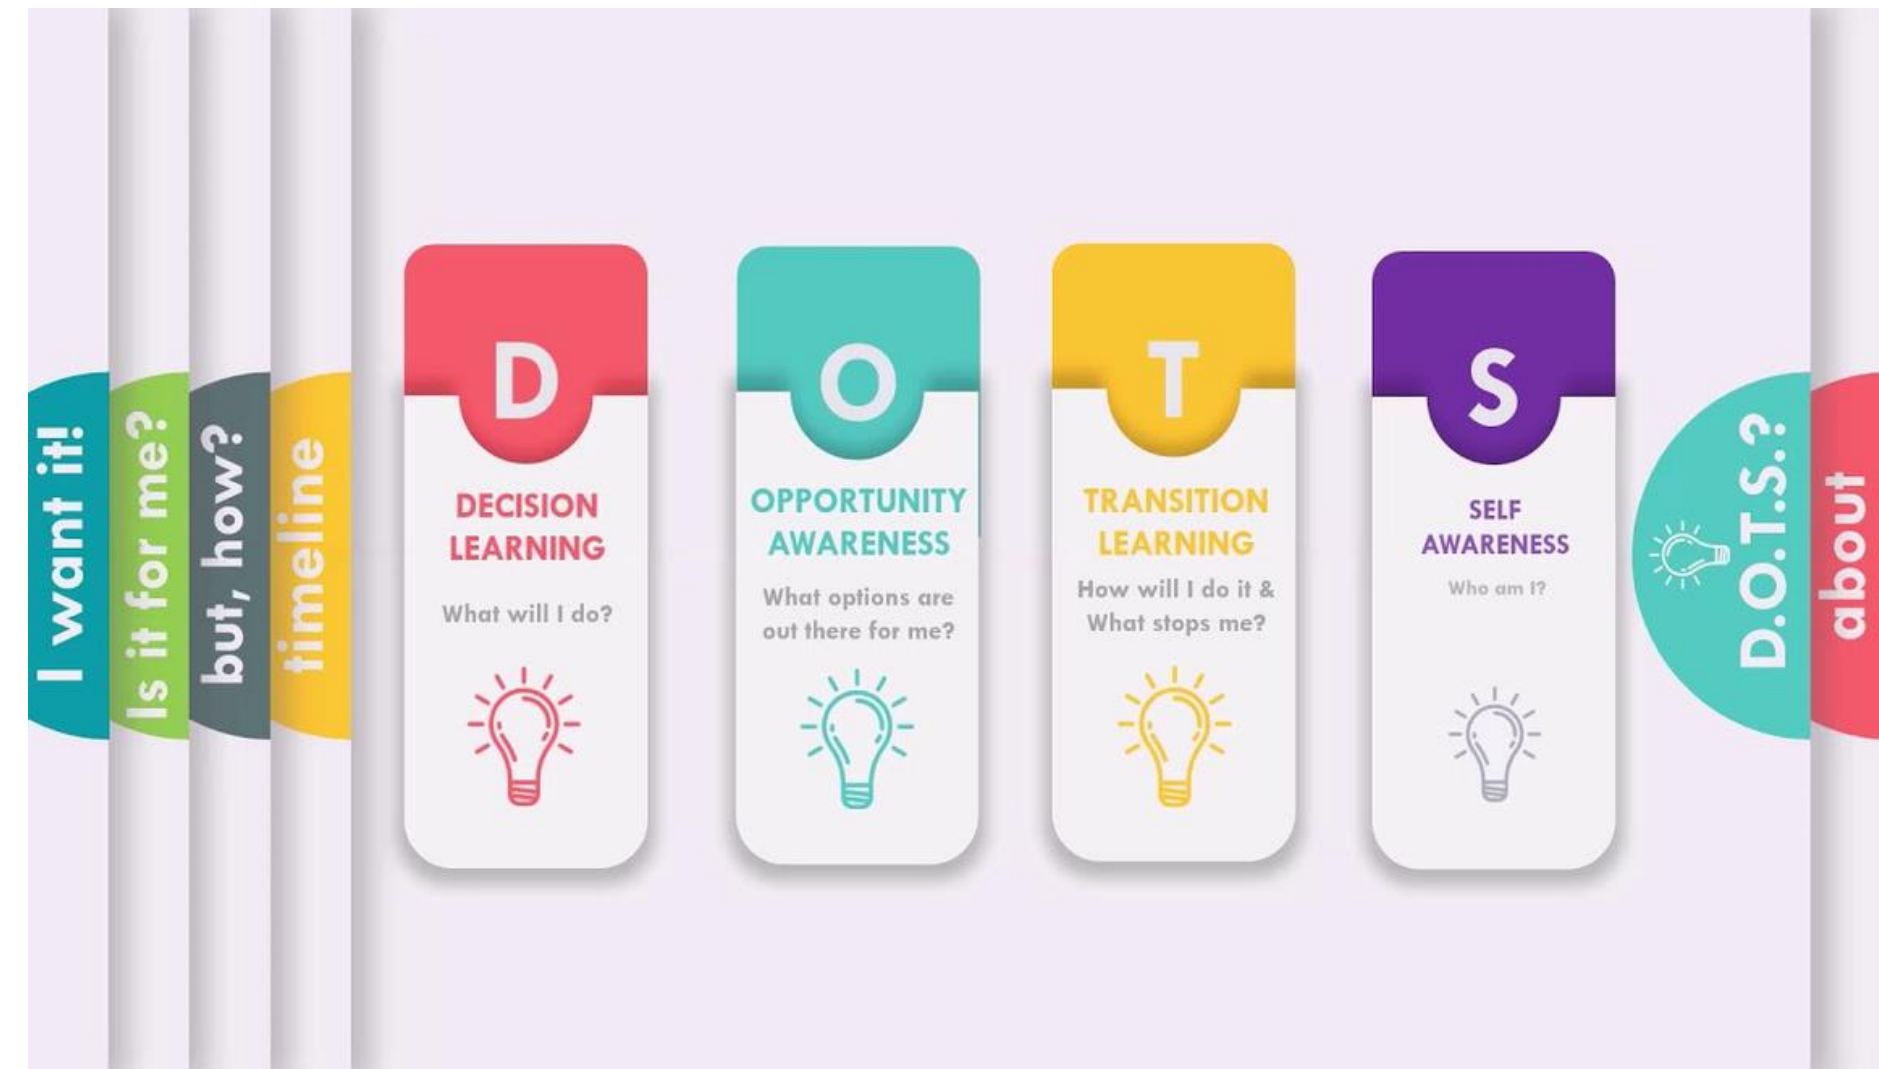 I want it!
Is it for me?
but, how?
timeline
D
DECISION
LEARNING
What will I do?
O
OPPORTUNITY
AWARENESS
What options are
out there for me?
T
TRANSITION
LEARNING
How will I do it &
What stops me?
S
SELF
AWARENESS
Who am I?
D.O.T.S.?
about